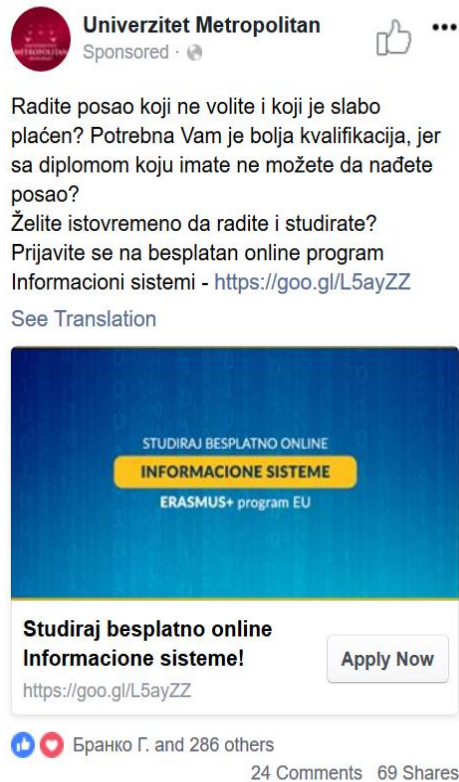 Univerzitet Metropolitan
Sponsored ·
Radite posao koji ne volite i koji je slabo
plaćen? Potrebna Vam je bolja kvalifikacija, jer
sa diplomom koju imate ne možete da nađete
posao?
Želite istovremeno da radite i studirate?
Prijavite se na besplatan online program
Informacioni sistemi - https://goo.gl/L5ayZZ
See Translation
STUDIRAJ BESPLATNO ONLINE
INFORMACIONE SISTEME
ERASMUS+ program EU
Studiraj besplatno online
Informacione sisteme!
Apply Now
https://goo.gl/L5ayZZ
Бранко Г. and 286 others
24 Comments 69 Shares